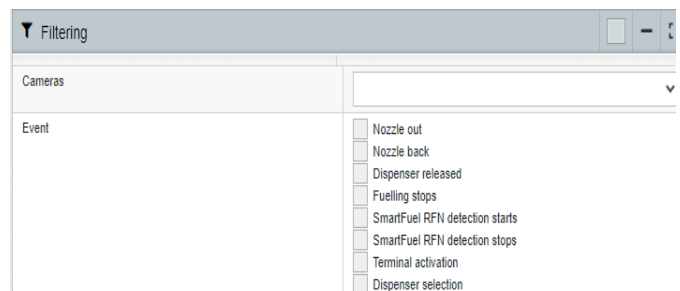 Filtering
Cameras
Event
Nozzle out
Nozzle back
Dispenser released
Fuelling stops
SmartFuel RFN detection starts
SmartFuel RFN detection stops
Terminal activation
Dispenser selection